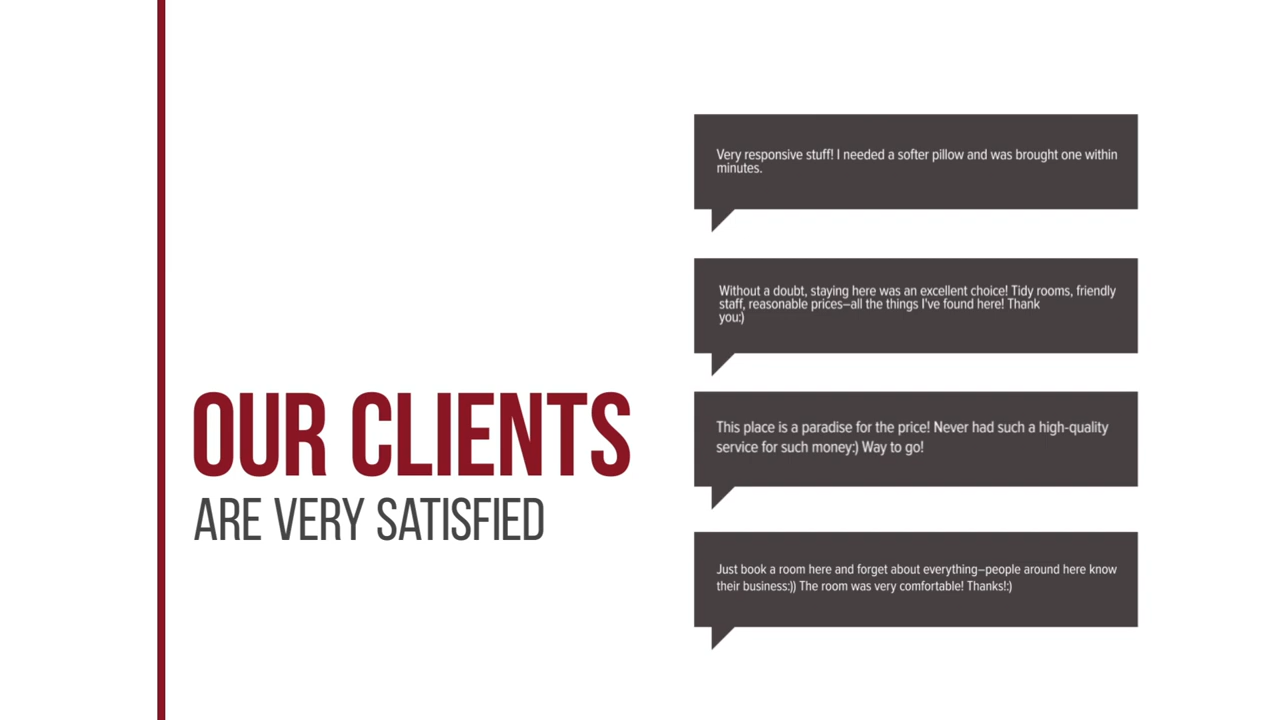 OUR CLIENTS
ARE VERY SATISFIED
Very responsive stuff! I needed a softer pillow and was brought one within
minutes.
Without a doubt, staying here was an excellent choice! Tidy rooms, friendly
staff, reasonable prices–all the things I've found here! Thank
you:)
This place is a paradise for the price! Never had such a high-quality
service for such money:) Way to go!
Just book a room here and forget about everything–people around here know
their business:)) The room was very comfortable! Thanks!:)